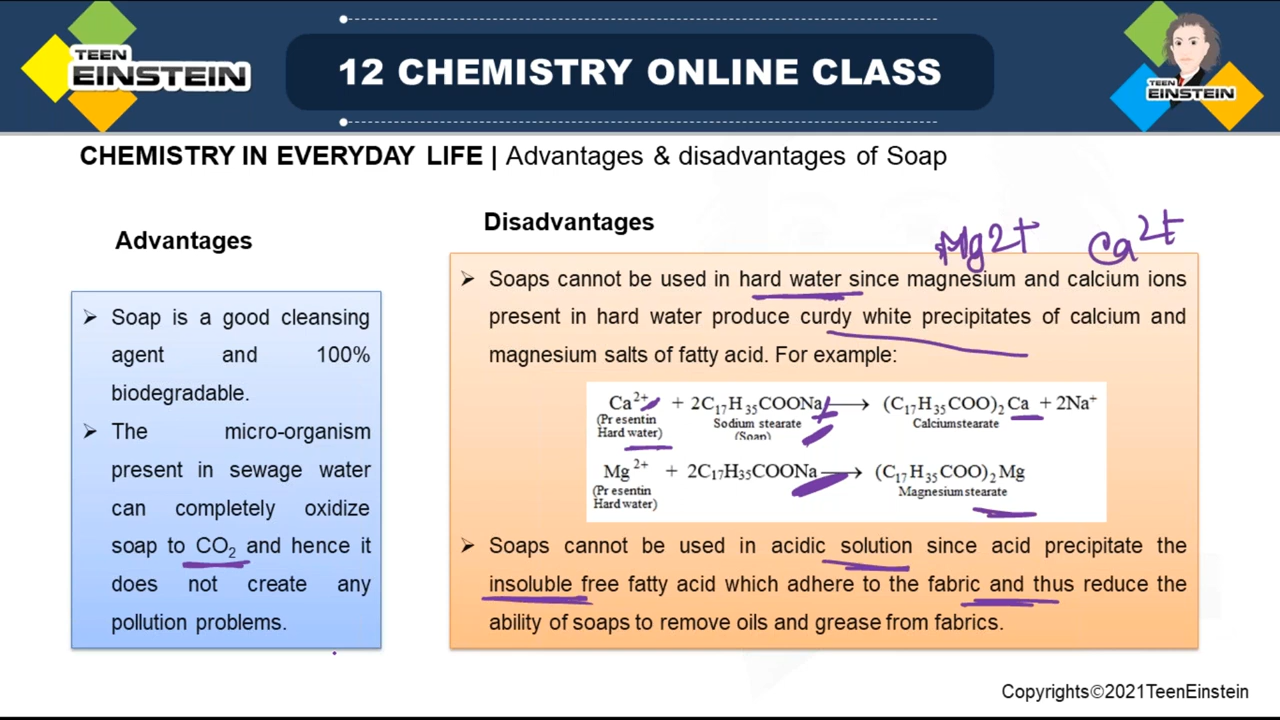 TEEN
EINSTEIN
12 CHEMISTRY ONLINE CLASS
TEEN
EINSTEIN
CHEMISTRY IN EVERYDAY LIFE | Advantages & disadvantages of Soap
Advantages
➢ Soap is a good cleansing
agent and 100%
biodegradable.
➢ The micro-organism
present in sewage water
can completely oxidize
soap to CO₂ and hence it
does not create any
pollution problems.
Disadvantages
Mg2+ Ca2+
➢ Soaps cannot be used in hard water since magnesium and calcium ions
present in hard water produce curdy white precipitates of calcium and
magnesium salts of fatty acid. For example:
Ca²⁺ + 2C₁₇H₃₅COONa ⟶ (C₁₇H₃₅COO)₂Ca + 2Na⁺
(Pr esentin Sodium stearate Calciumstearate
Hard water) (Soap)
Mg²⁺ + 2C₁₇H₃₅COONa ⟶ (C₁₇H₃₅COO)₂Mg
(Pr esentin Magnesium stearate
Hard water)
➢ Soaps cannot be used in acidic solution since acid precipitate the
insoluble free fatty acid which adhere to the fabric and thus reduce the
ability of soaps to remove oils and grease from fabrics.
Copyrights©2021TeenEinstein